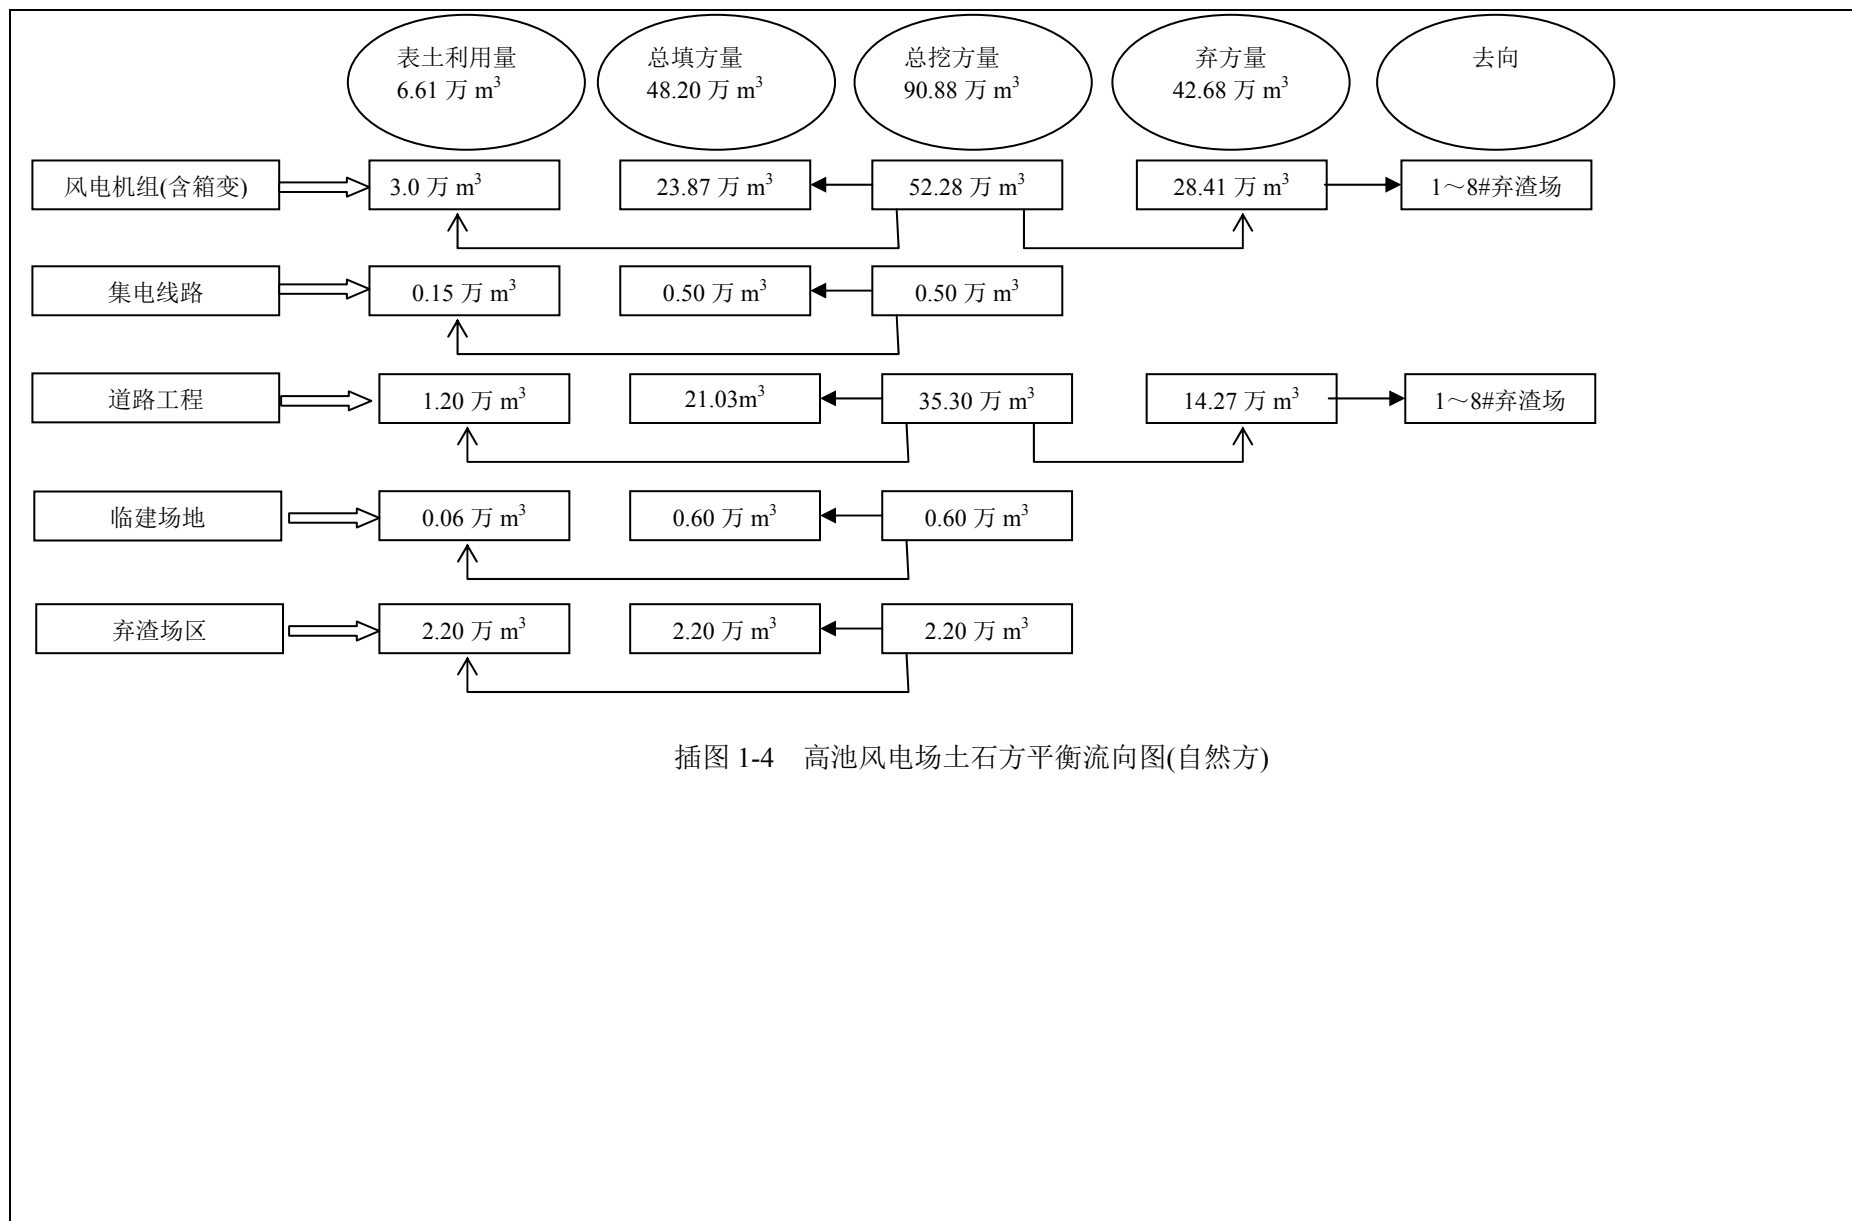 表土利用量
6.61 万 m³
总填方量
48.20 万 m³
总挖方量
90.88 万 m³
弃方量
42.68 万 m³
去向
风电机组(含箱变)
3.0 万 m³
23.87 万 m³
52.28 万 m³
28.41 万 m³
1～8#弃渣场
集电线路
0.15 万 m³
0.50 万 m³
0.50 万 m³
道路工程
1.20 万 m³
21.03m³
35.30 万 m³
14.27 万 m³
1～8#弃渣场
临建场地
0.06 万 m³
0.60 万 m³
0.60 万 m³
弃渣场区
2.20 万 m³
2.20 万 m³
2.20 万 m³
插图 1-4 高池风电场土石方平衡流向图(自然方)